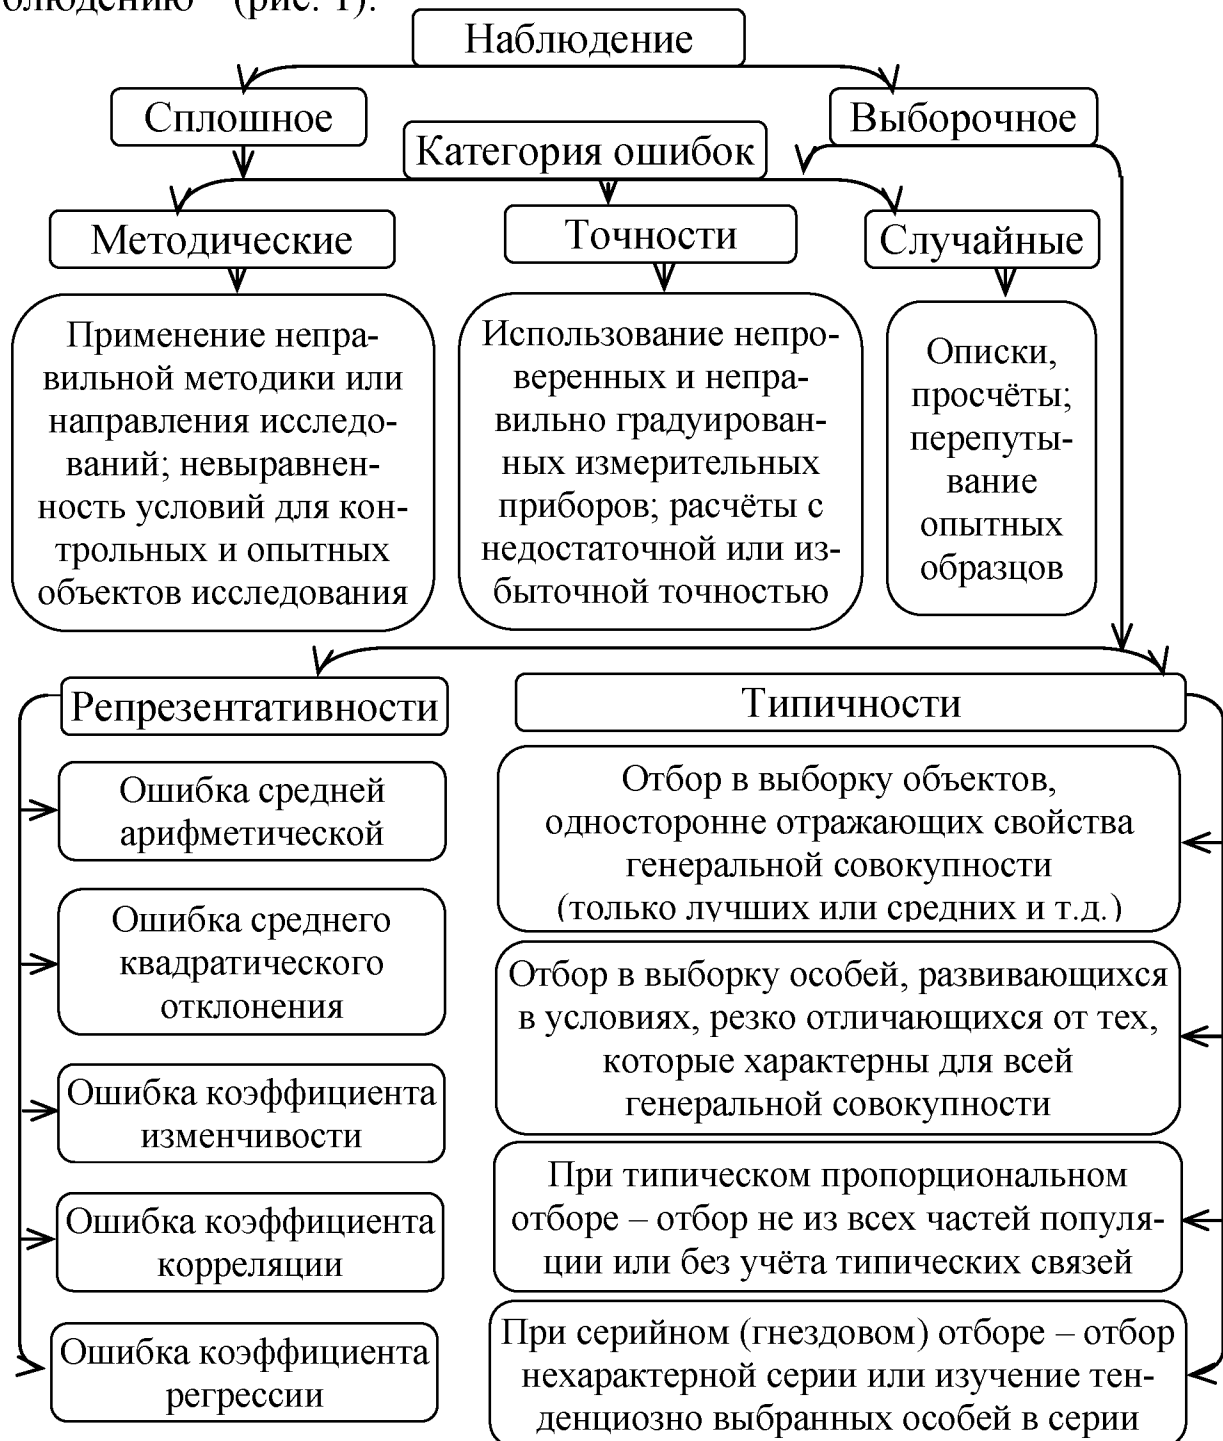 блюдению (рис. 1).
Наблюдение
Сплошное
Выборочное
Категория ошибок
Методические
Точности
Случайные
Применение непра-
вильной методики или
направления исследо-
ваний; невыравнен-
ность условий для кон-
трольных и опытных
объектов исследования
Использование непро-
веренных и непра-
вильно градуирован-
ных измерительных
приборов; расчёты с
недостаточной или из-
быточной точностью
Описки,
просчёты;
перепуты-
вание
опытных
образцов
Репрезентативности
Ошибка средней
арифметической
Ошибка среднего
квадратического
отклонения
Ошибка коэффициента
изменчивости
Ошибка коэффициента
корреляции
Ошибка коэффициента
регрессии
Типичности
Отбор в выборку объектов,
односторонне отражающих свойства
генеральной совокупности
(только лучших или средних и т.д.)
Отбор в выборку особей, развивающихся
в условиях, резко отличающихся от тех,
которые характерны для всей
генеральной совокупности
При типическом пропорциональном
отборе – отбор не из всех частей популя-
ции или без учёта типических связей
При серийном (гнездовом) отборе – отбор
нехарактерной серии или изучение тен-
денциозно выбранных особей в серии